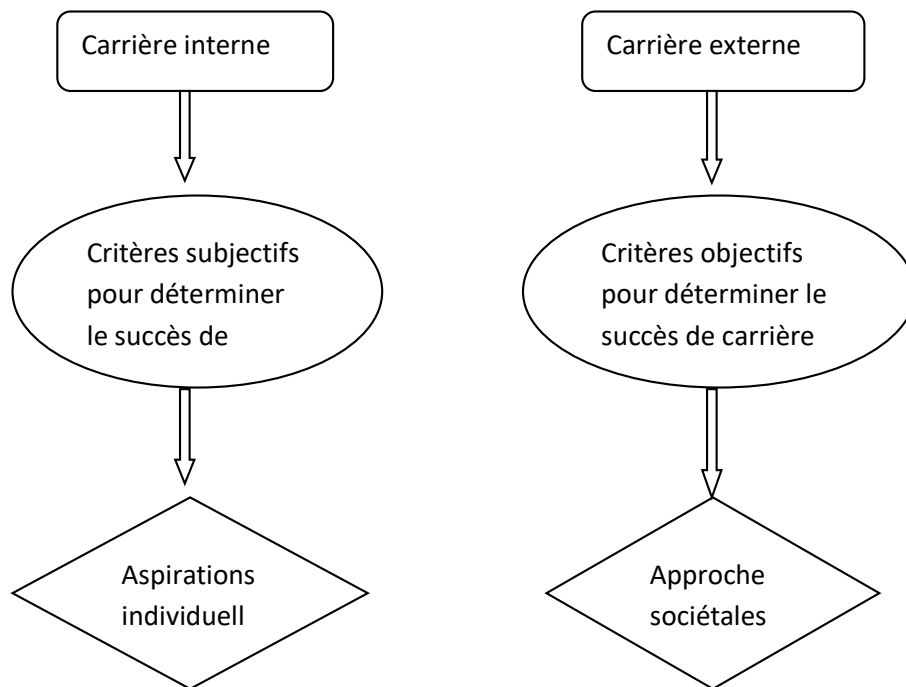 Carrière interne
Carrière externe
Critères subjectifs
pour déterminer
le succès de
Critères objectifs
pour déterminer le
succès de carrière
Aspirations
individuell
Approche
sociétales